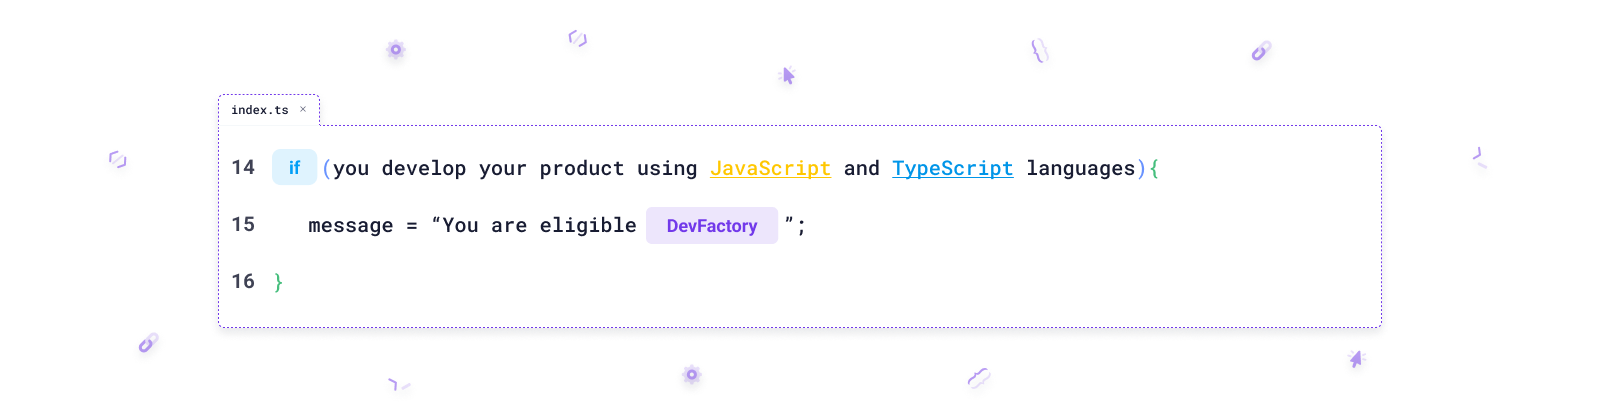 index.ts ×
14 if (you develop your product using JavaScript and TypeScript languages){
15 message = “You are eligible DevFactory ”;
16 }